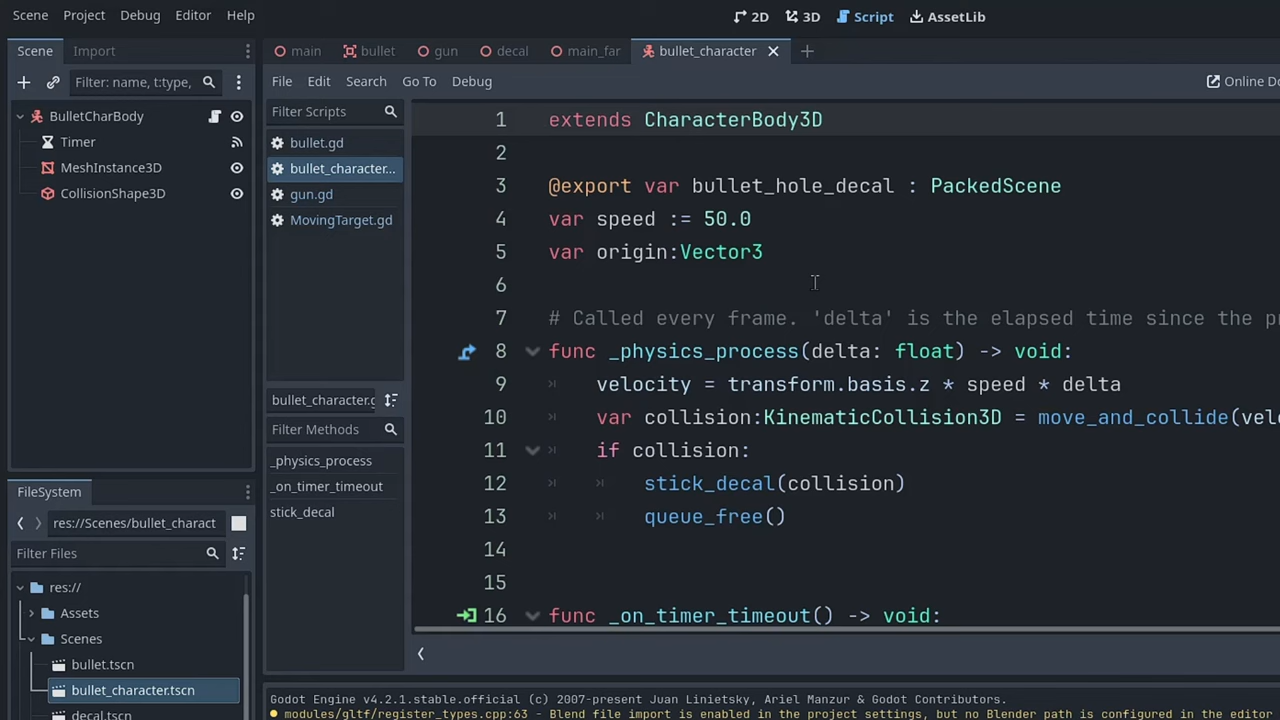 Scene Project Debug Editor Help
2D 3D Script AssetLib
Scene Import
main bullet gun decal main_far bullet_character
Filter: name, t:type,
File Edit Search Go To Debug
Online Do
BulletCharBody
Timer
MeshInstance3D
CollisionShape3D
Filter Scripts
bullet.gd
bullet_character...
gun.gd
MovingTarget.gd
bullet_character.g
Filter Methods
_physics_process
_on_timer_timeout
stick_decal
1 extends CharacterBody3D
2
3 @export var bullet_hole_decal : PackedScene
4 var speed := 50.0
5 var origin:Vector3
6
7 # Called every frame. 'delta' is the elapsed time since the p
8 func _physics_process(delta: float) -> void:
9 velocity = transform.basis.z * speed * delta
10 var collision:KinematicCollision3D = move_and_collide(vel
11 if collision:
12 stick_decal(collision)
13 queue_free()
14
15
16 func _on_timer_timeout() -> void:
FileSystem
res://Scenes/bullet_charact
Filter Files
res://
Assets
Scenes
bullet.tscn
bullet_character.tscn
decal.tscn
Godot Engine v4.2.1.stable.official (c) 2007-present Juan Linietsky, Ariel Manzur & Godot Contributors.
modules/gltf/register_types.cpp:63 - Blend file import is enabled in the project settings, but no Blender path is configured in the editor